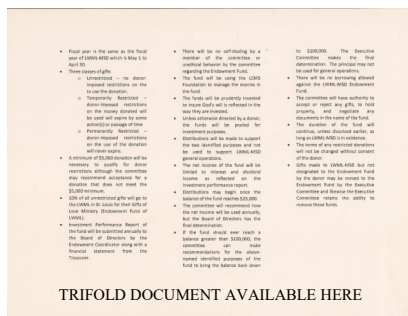 • Fiscal year is the same as the fiscal
year of LWML-MSD which is May 1 to
April 30
• Three classes of gifts
o Unrestricted – no donor-
imposed restrictions on the
to use the donation.
o Temporarily Restricted –
donor-imposed restrictions
on the money donated will
be used will expire by some
action(s) or passage of time
o Permanently Restricted –
donor-imposed restrictions
on the use of the donation
will never expire.
• A minimum of $5,000 donation will be
necessary to qualify for donor
restrictions although the committee
may recommend acceptance for a
donation that does not meet the
$5,000 minimum.
• 10% of all unrestricted gifts will go to
the LWML in St. Louis for their Gifts of
Love Ministry (Endowment Fund of
LWML).
• Investment Performance Report of
the fund will be submitted annually to
the Board of Directors by the
Endowment Coordinator along with a
financial statement from the
Treasurer.
• There will be no self-dealing by a
member of the committee or
unethical behavior by the committee
regarding the Endowment Fund.
• The fund will be using the LCMS
Foundation to manage the movies in
the fund.
• The funds will be prudently invested
to insure God's will is reflected in the
way they are invested.
• Unless otherwise directed by a donor,
the funds will be pooled for
investment purposes.
• Distributions will be made to support
the two identified purposes and not
be used to support LWML-MSD
general operations.
• The net income of the fund will be
limited to interest and dividend
income as reflected on the
investment performance report.
• Distributions may begin once the
balance of the fund reaches $25,000.
• The committee will recommend how
the net income will be used annually,
but the Board of Directors has the
final determination.
• If the fund should ever reach a
balance greater than $100,000, the
committee can make
recommendations for the above-
named identified purposes of the
fund to bring the balance back down
to $100,000. The Executive
Committee makes the final
determination. The principal may not
be used for general operations.
• There will be no borrowing allowed
against the LWML-MSD Endowment
Fund.
• The committee will have authority to
accept or reject any gifts, to hold
property, and negotiate any
documents in the name of the fund.
• The duration of the fund will
continue, unless dissolved earlier, as
long as LWML-MSD is in existence.
• The terms of any restricted donations
will not be changed without consent
of the donor.
• Gifts made to LWML-MSD but not
designated to the Endowment Fund
by the donor may be moved to the
Endowment Fund by the Executive
Committee and likewise the Executive
Committee retains the ability to
remove those funds.
TRIFOLD DOCUMENT AVAILABLE HERE